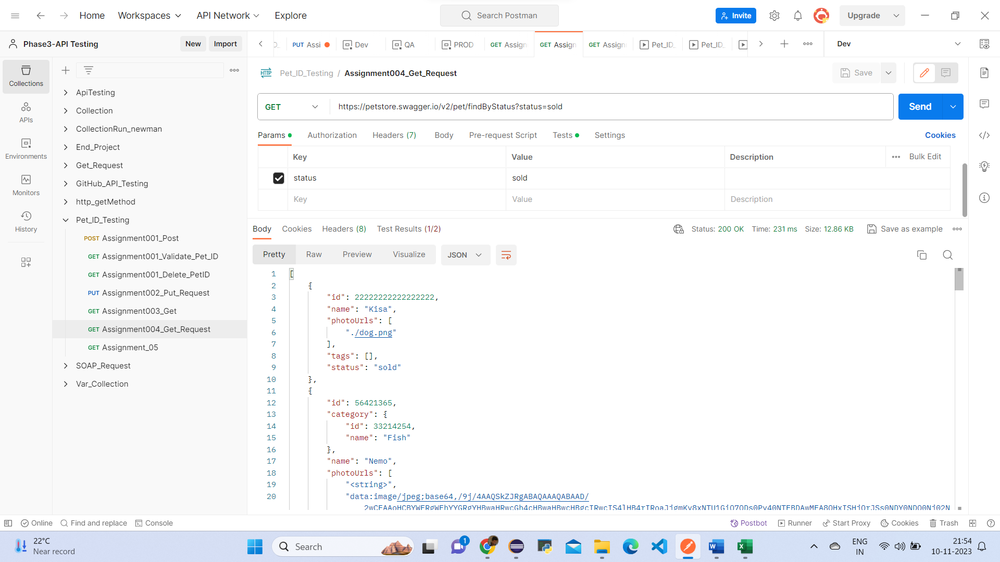 Home Workspaces API Network Explore Search Postman Invite Upgrade
Phase3-API Testing New Import PUT Assi Dev QA PROD GET Assign GET Assign GET Assign Pet_ID_ Pet_ID_ Dev
Pet_ID_Testing / Assignment004_Get_Request Save
Collections
APIs
Environments
Monitors
History
ApiTesting
Collection
CollectionRun_newman
End_Project
Get_Request
GitHub_API_Testing
http_getMethod
Pet_ID_Testing
POST Assignment001_Post
GET Assignment001_Validate_Pet_ID
GET Assignment001_Delete_PetID
PUT Assignment002_Put_Request
GET Assignment003_Get
GET Assignment004_Get_Request
GET Assignment_05
SOAP_Request
Var_Collection
HTTP
GET https://petstore.swagger.io/v2/pet/findByStatus?status=sold Send
Params Authorization Headers (7) Body Pre-request Script Tests Settings Cookies
Key Value Description Bulk Edit
status sold
Key Value Description
Body Cookies Headers (8) Test Results (1/2) Status: 200 OK Time: 231 ms Size: 12.86 KB Save as example
Pretty Raw Preview Visualize JSON
1 [
2 {
3 "id": 22222222222222222,
4 "name": "Kisa",
5 "photoUrls": [
6 "./dog.png"
7 ],
8 "tags": [],
9 "status": "sold"
10 },
11 {
12 "id": 56421365,
13 "category": {
14 "id": 33214254,
15 "name": "Fish"
16 },
17 "name": "Nemo",
18 "photoUrls": [
19 "<string>",
20 "data:image/jpeg;base64,/9j/4AAQSkZJRgABAQAAAQABAAD/
Online Find and replace Console Postbot Runner Start Proxy Cookies Trash
22°C
Near record
Search
1
ENG
IN
21:54
10-11-2023